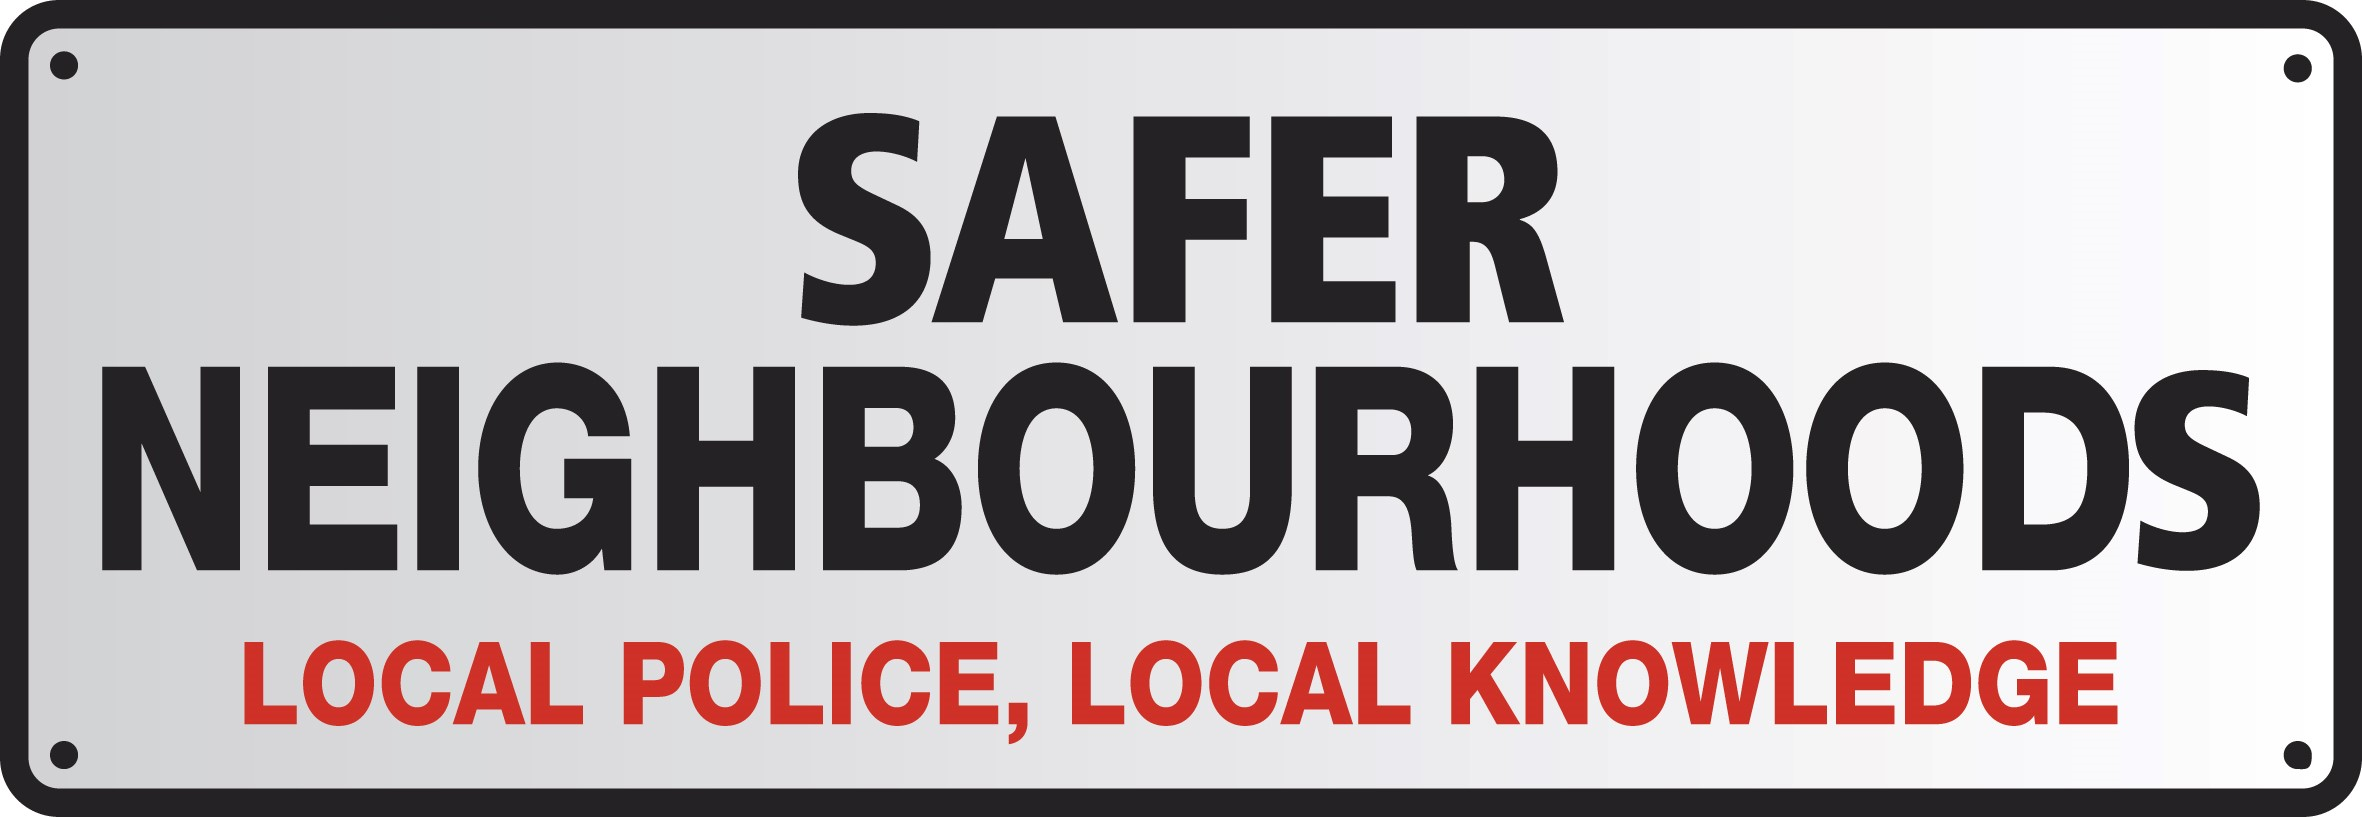 SAFER
NEIGHBOURHOODS
LOCAL POLICE, LOCAL KNOWLEDGE